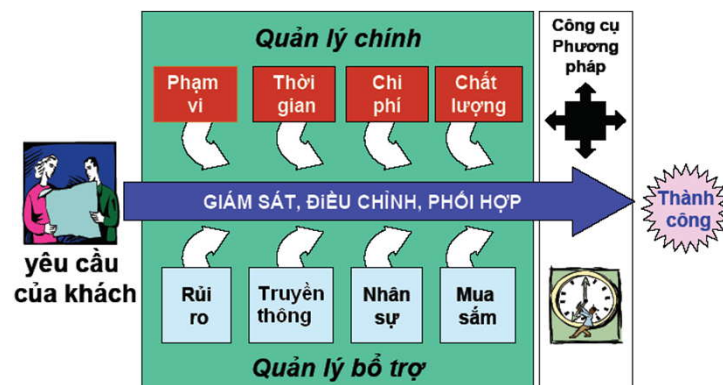 Quản lý chính
Công cụ
Phương
pháp
Phạm
vi
Thời
gian
Chi
phí
Chất
lượng
GIÁM SÁT, ĐiỀU CHỈNH, PHỐI HỢP
Thành
công
yêu cầu
của khách
Rủi
ro
Truyền
thông
Nhân
sự
Mua
sắm
Quản lý bổ trợ